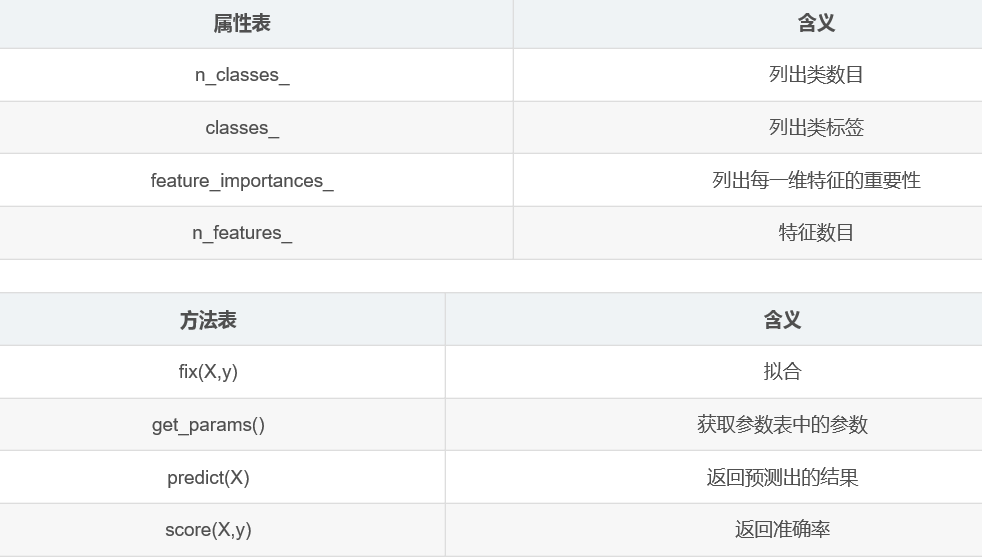 属性表 含义
n_classes_ 列出类数目
classes_ 列出类标签
feature_importances_ 列出每一维特征的重要性
n_features_ 特征数目
方法表 含义
fix(X,y) 拟合
get_params() 获取参数表中的参数
predict(X) 返回预测出的结果
score(X,y) 返回准确率